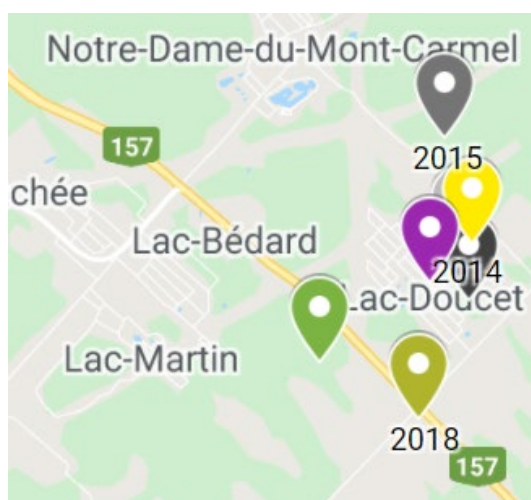 Notre-Dame-du-Mont-Carmel
157
2015
chée
Lac-Bédard
2014
Lac-Doucet
Lac-Martin
2018
157